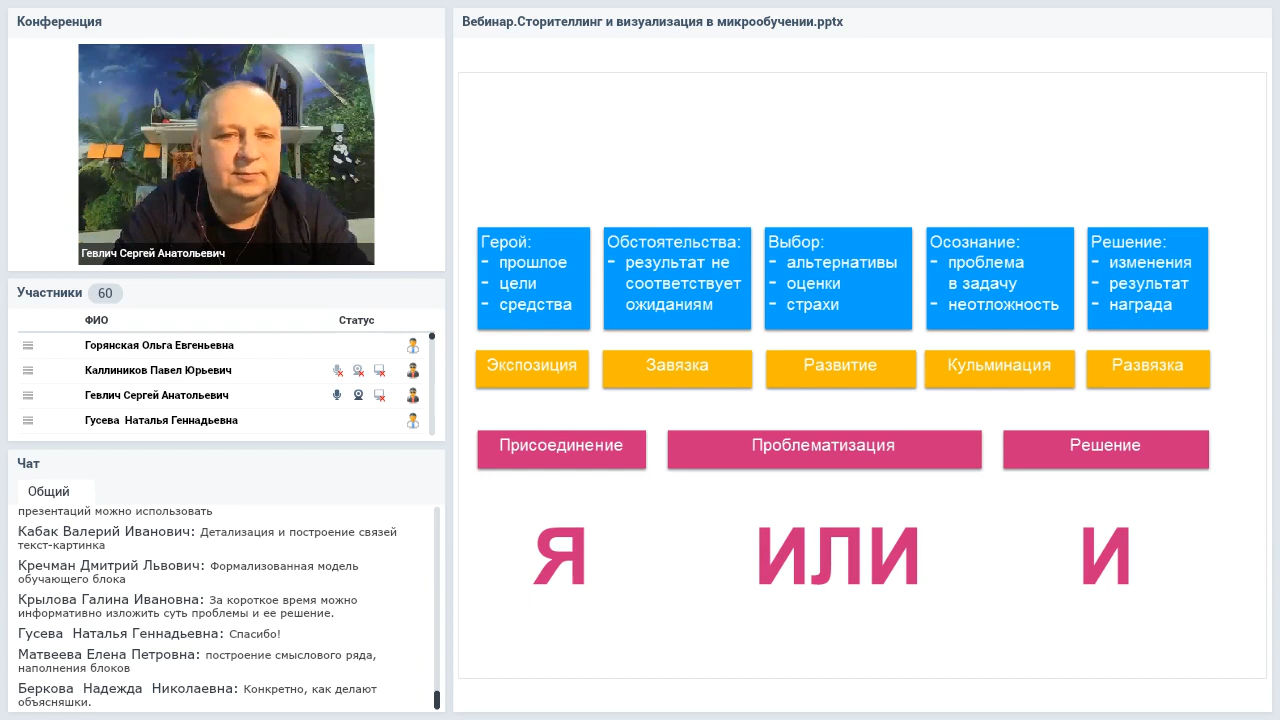 Конференция
Гевлич Сергей Анатольевич
Участники 60
ФИО Статус
Горянская Ольга Евгеньевна
Каллиников Павел Юрьевич
Гевлич Сергей Анатольевич
Гусева Наталья Геннадьевна
Чат
Общий
презентаций можно использовать
Кабак Валерий Иванович: Детализация и построение связей
текст-картинка
Кречман Дмитрий Львович: Формализованная модель
обучающего блока
Крылова Галина Ивановна: За короткое время можно
информативно изложить суть проблемы и ее решение.
Гусева Наталья Геннадьевна: Спасибо!
Матвеева Елена Петровна: построение смыслового ряда,
наполнения блоков
Беркова Надежда Николаевна: Конкретно, как делают
объясняшки.
Вебинар.Сторителлинг и визуализация в микрообучении.pptx
Герой:
- прошлое
- цели
- средства
Обстоятельства:
- результат не
соответствует
ожиданиям
Выбор:
- альтернативы
- оценки
- страхи
Осознание:
- проблема
в задачу
- неотложность
Решение:
- изменения
- результат
- награда
Экспозиция Завязка Развитие Кульминация Развязка
Присоединение Проблематизация Решение
Я ИЛИ И